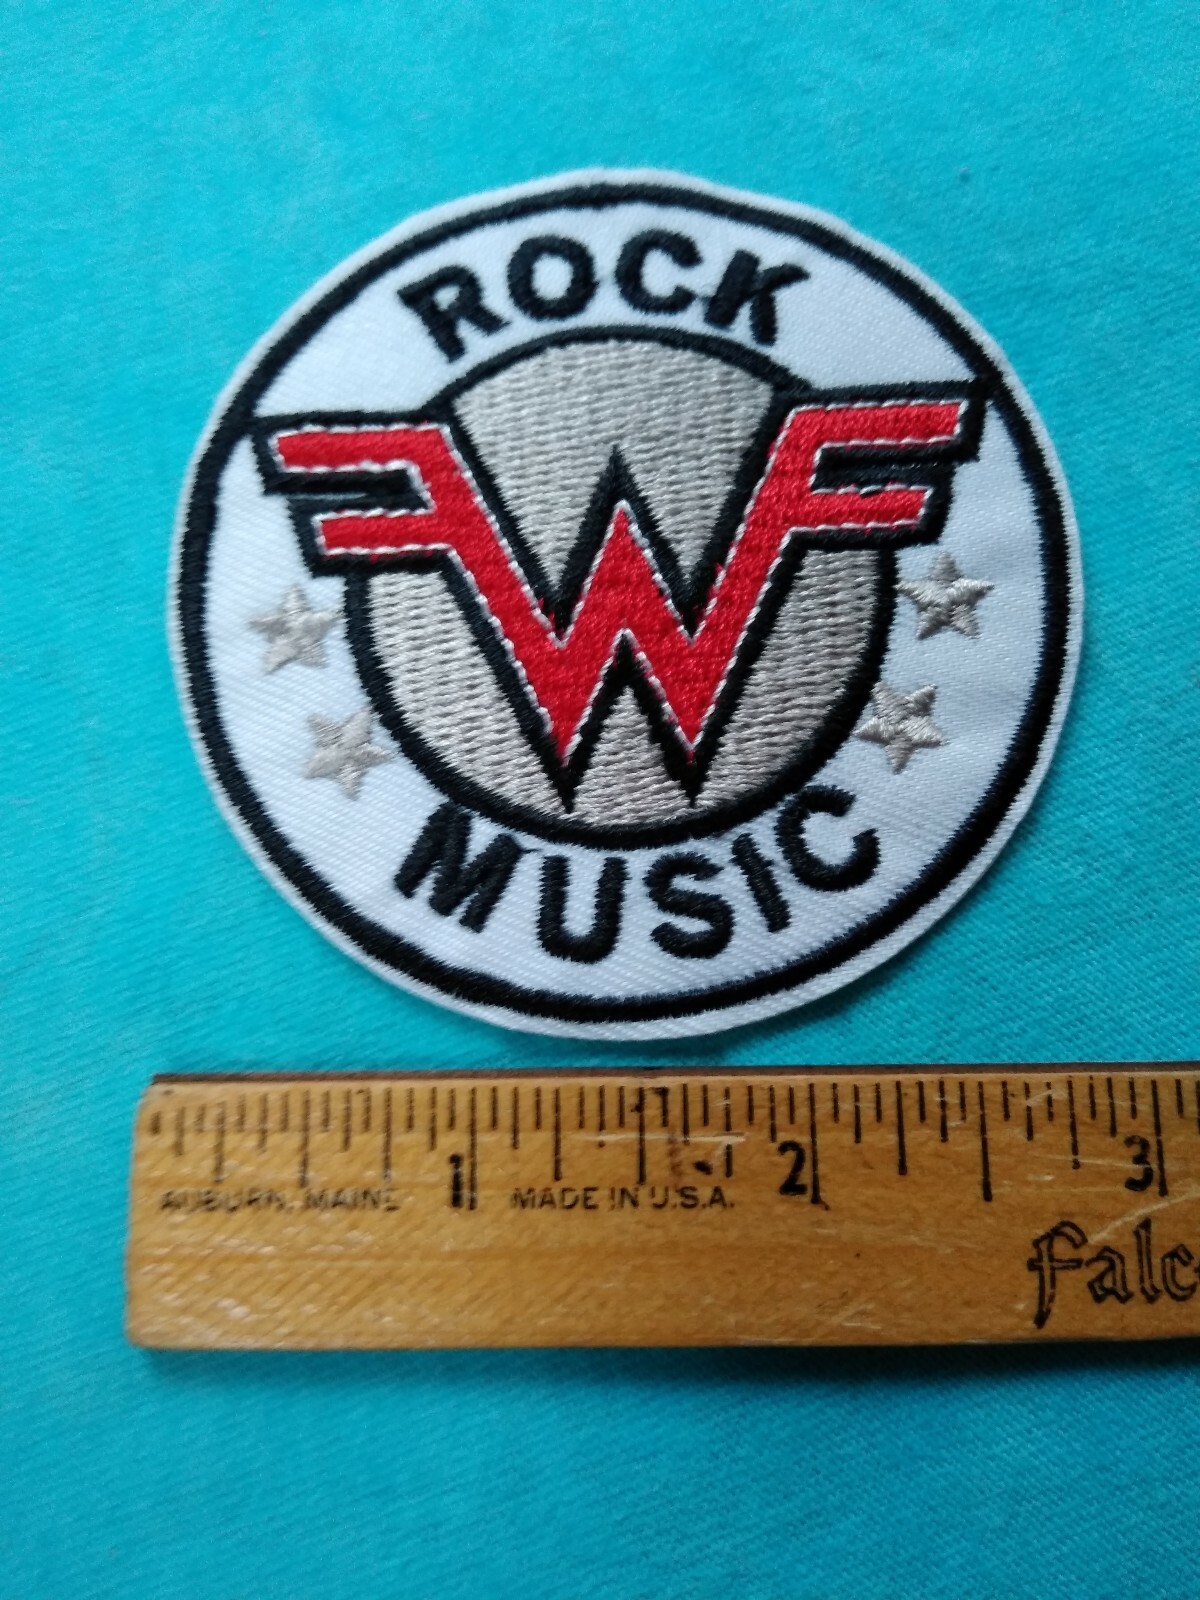 ROCK
W
MUSIC
1 2 3
AUBURN, MAINE MADE IN U.S.A.
Falc